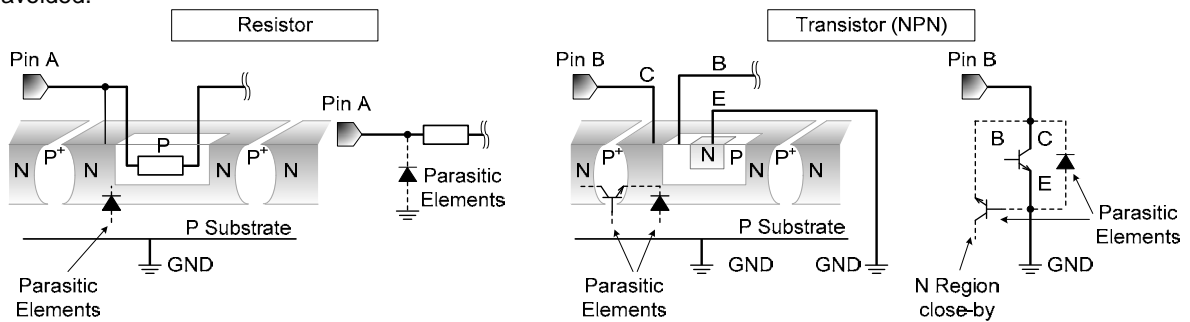 avoided.
Resistor
Transistor (NPN)
Pin A
Pin A
Pin B
C
B
E
Pin B
N
P+
N
P
N
P+
N
Parasitic
Elements
P Substrate
GND
Parasitic
Elements
N
P+
N
N
P
N
P+
N
P Substrate
GND
GND
Parasitic
Elements
B
C
E
Parasitic
Elements
GND
N Region
close-by